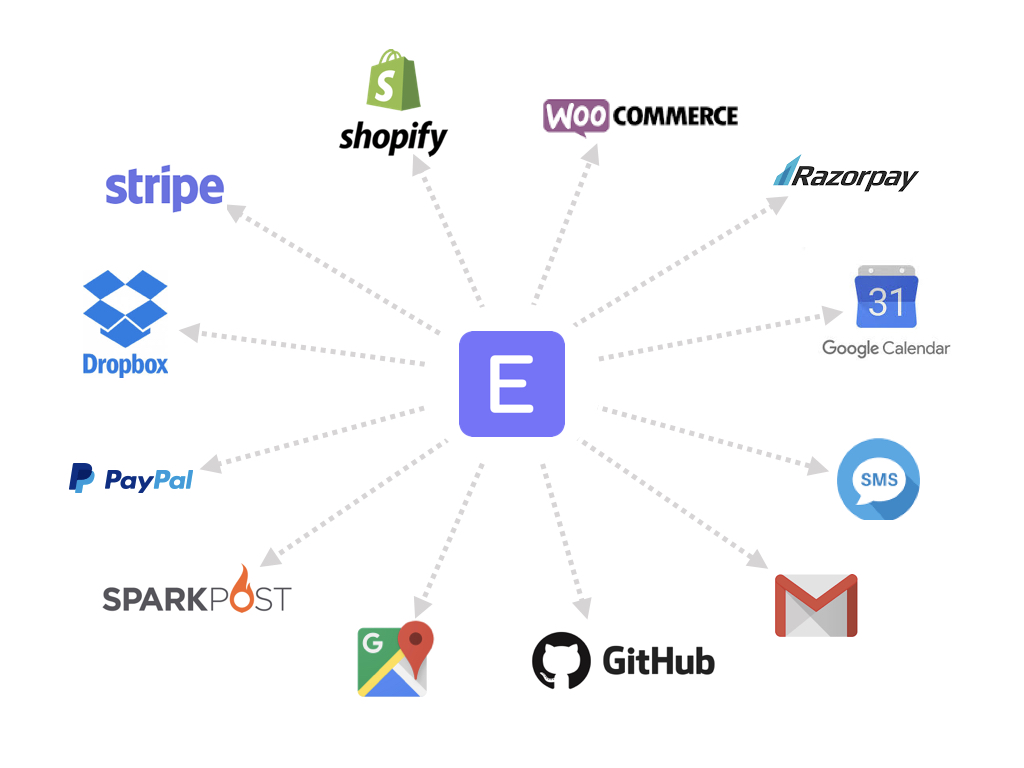 S
shopify
WOO COMMERCE
stripe
Razorpay
31
Google Calendar
Dropbox
E
PayPal
SMS
SPARKPOST
G
GitHub